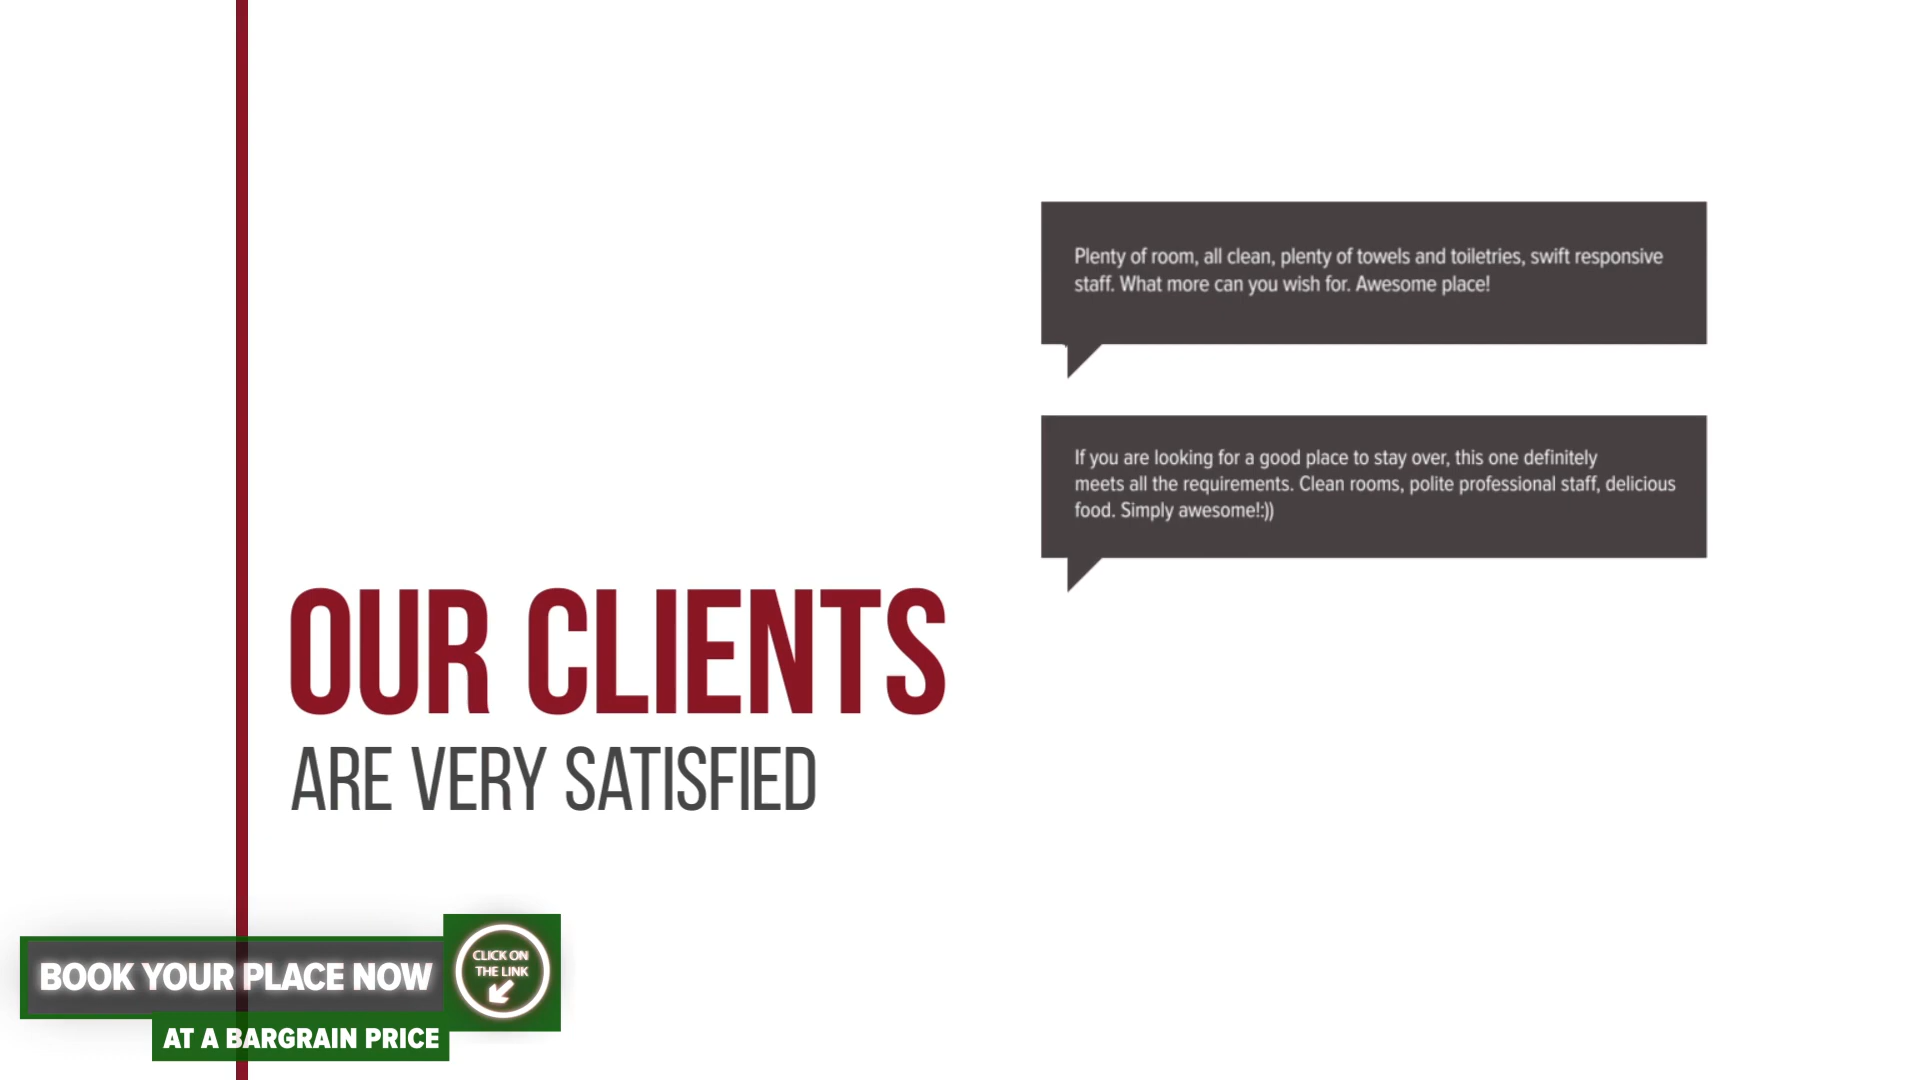 Plenty of room, all clean, plenty of towels and toiletries, swift responsive
staff. What more can you wish for. Awesome place!
If you are looking for a good place to stay over, this one definitely
meets all the requirements. Clean rooms, polite professional staff, delicious
food. Simply awesome!:))
OUR CLIENTS
ARE VERY SATISFIED
BOOK YOUR PLACE NOW
CLICK ON
THE LINK
AT A BARGRAIN PRICE